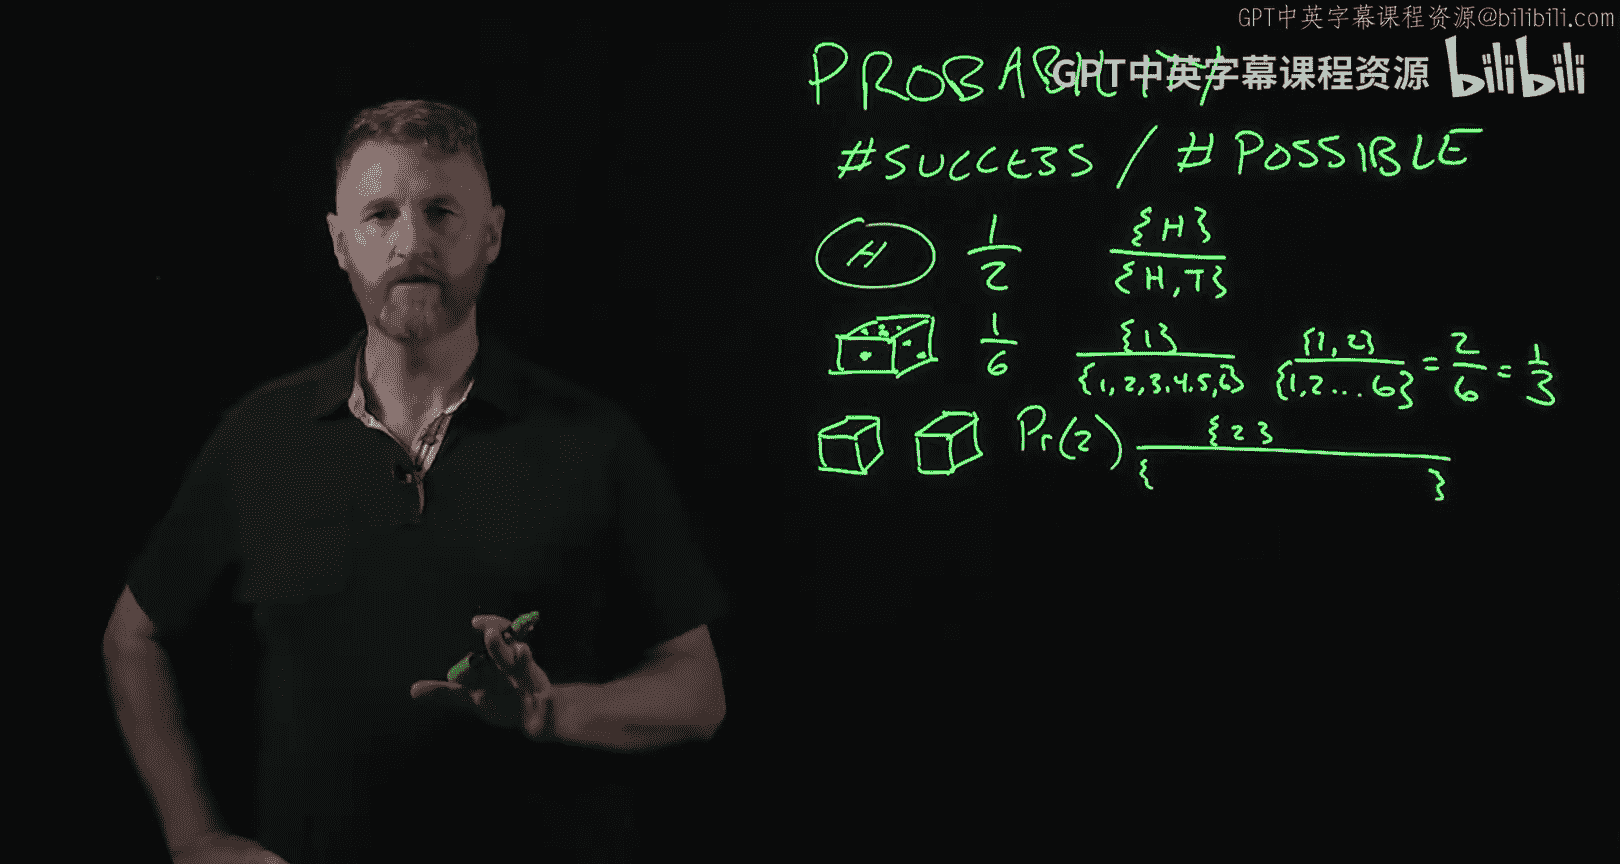 GPT中英字幕课程资源@bilibili.com
PROBABILITY
GPT中英字幕课程资源 bilibili
#SUCCESS / # POSSIBLE
H 1/2 {H}/{H,T}
1/6 {1}/{1,2,3,4,5,6} {1,2}/{1,2...6} = 2/6 = 1/3
Pr(2) {2}/{ }